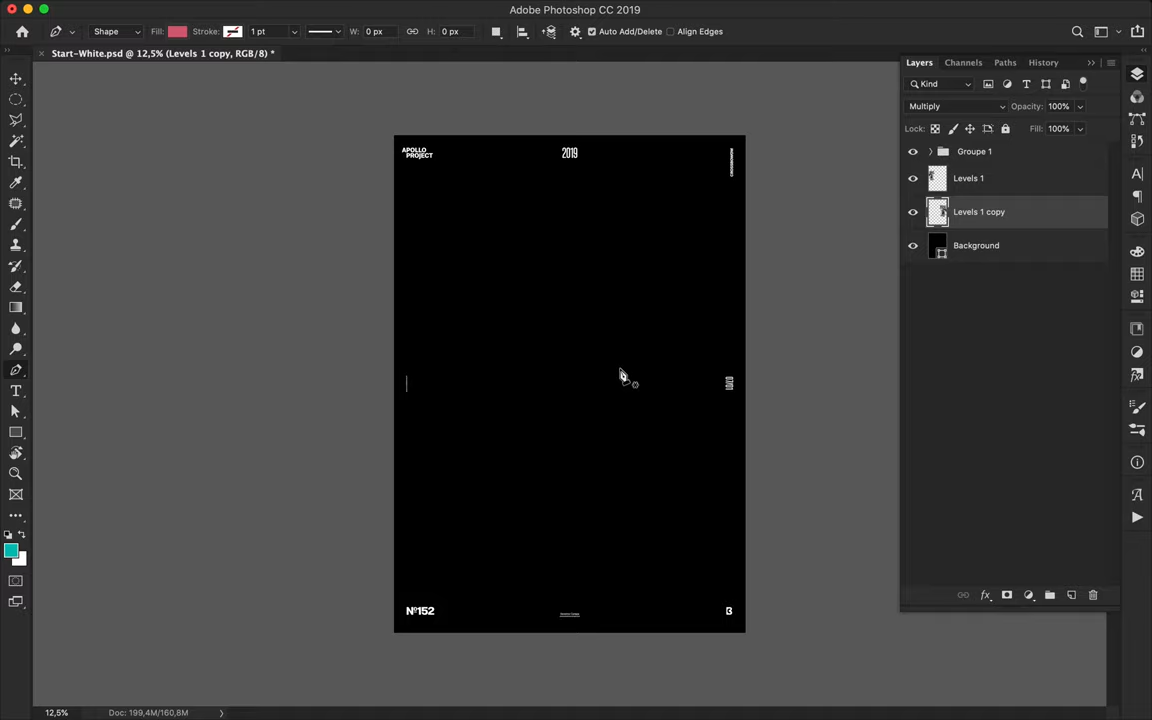 Adobe Photoshop CC 2019
Shape
Fill:
Stroke:
1 pt
W: 0 px
H: 0 px
Auto Add/Delete
Align Edges
Start-White.psd @ 12,5% (Levels 1 copy, RGB/8) *
Layers
Channels
Paths
History
Kind
Multiply
Opacity: 100%
Lock:
Fill: 100%
Groupe 1
Levels 1
Levels 1 copy
Background
APOLLO
PROJECT
2019
Nº152
12,5%
Doc: 199,4M/160,8M